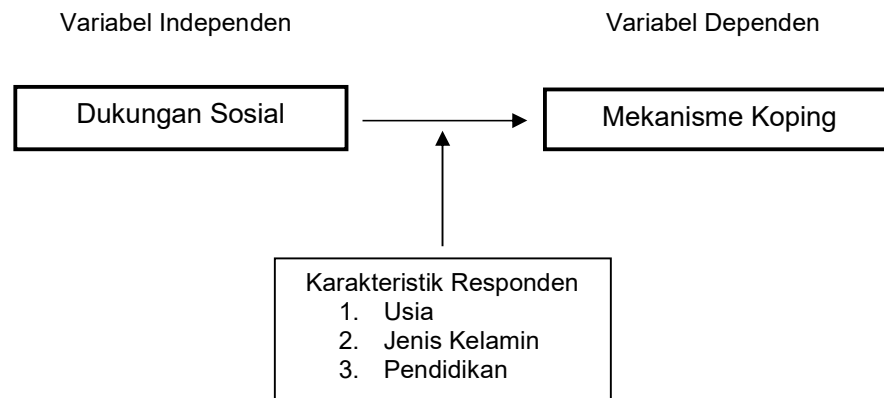 Variabel Independen
Variabel Dependen
Dukungan Sosial
Mekanisme Koping
Karakteristik Responden
1. Usia
2. Jenis Kelamin
3. Pendidikan